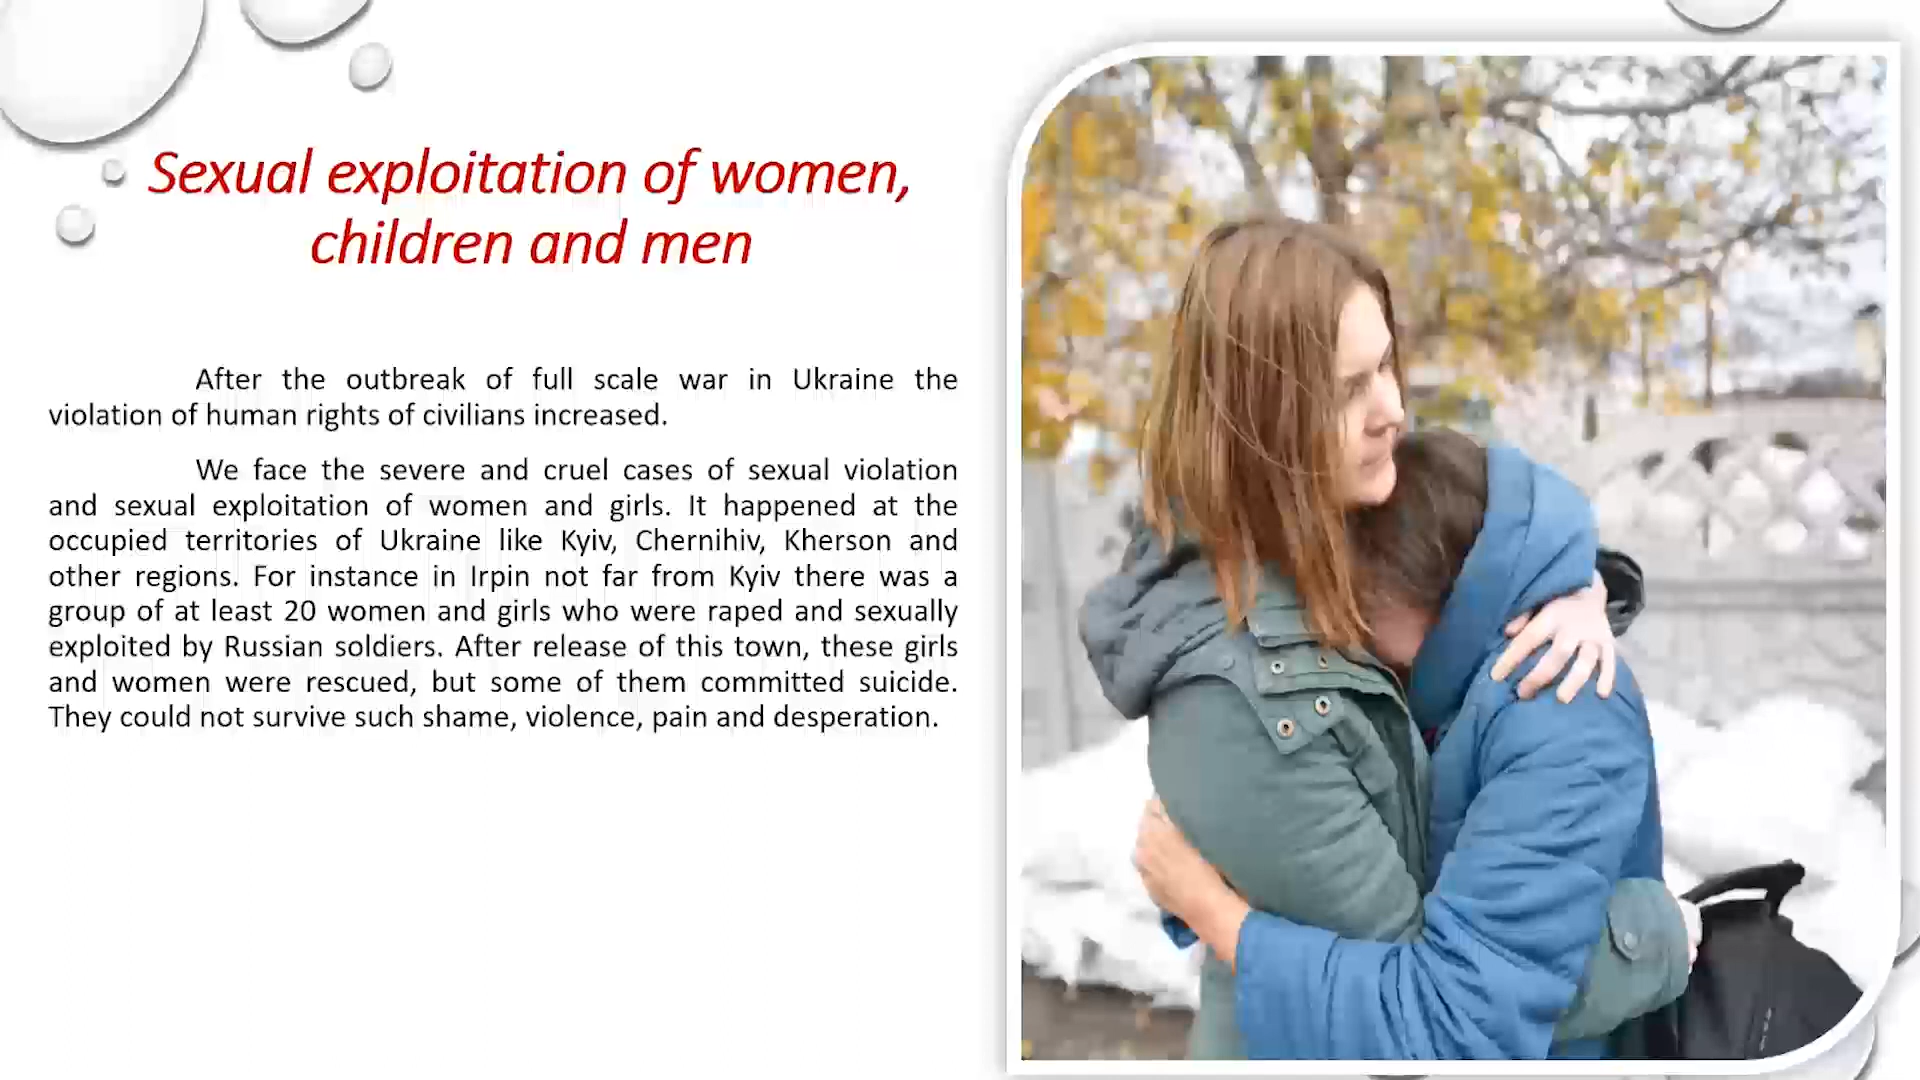 Sexual exploitation of women,
children and men
After the outbreak of full scale war in Ukraine the
violation of human rights of civilians increased.
We face the severe and cruel cases of sexual violation
and sexual exploitation of women and girls. It happened at the
occupied territories of Ukraine like Kyiv, Chernihiv, Kherson and
other regions. For instance in Irpin not far from Kyiv there was a
group of at least 20 women and girls who were raped and sexually
exploited by Russian soldiers. After release of this town, these girls
and women were rescued, but some of them committed suicide.
They could not survive such shame, violence, pain and desperation.